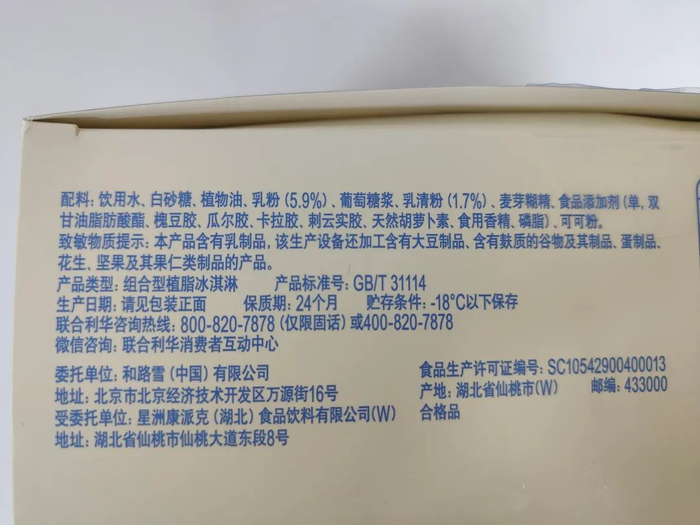 配料: 饮用水、白砂糖、植物油、乳粉 (5.9%) 、葡萄糖浆、乳清粉 (1.7%) 、麦芽糊精、食品添加剂 (单, 双
甘油脂肪酸酯, 槐豆胶, 瓜尔胶, 卡拉胶, 刺云实胶, 天然胡萝卜素, 食用香精, 磷脂) 、可可粉。
致敏物质提示: 本产品含有乳制品, 该生产设备还加工含有大豆制品、含有麸质的谷物及其制品、蛋制品、
花生、坚果及其果仁类制品的产品。
产品类型: 组合型植脂冰淇淋 产品标准号: GB/T 31114
生产日期: 请见包装正面 保质期: 24个月 贮存条件: -18°C以下保存
联合利华咨询热线: 800-820-7878 (仅限固话) 或400-820-7878
微信咨询: 联合利华消费者互动中心
委托单位: 和路雪 (中国) 有限公司
地址: 北京市北京经济技术开发区万源街16号
受委托单位: 星洲康派克 (湖北) 食品饮料有限公司(W)
地址: 湖北省仙桃市仙桃大道东段8号
食品生产许可证编号: SC10542900400013
产地: 湖北省仙桃市(W) 邮编: 433000
合格品